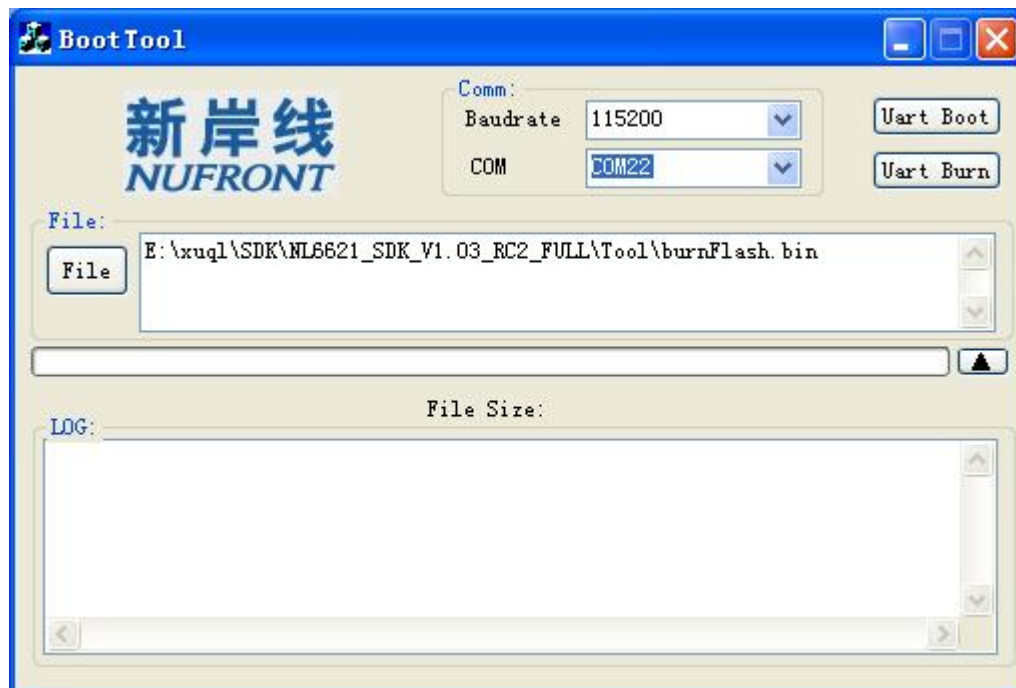 BootTool
新岸线
NUFRONT
Comm:
Baudrate 115200
COM COM22
Uart Boot
Uart Burn
File:
File
E:\xuql\SDK\NL6621_SDK_V1.03_RC2_FULL\Tool\burnFlash.bin
File Size:
LOG: